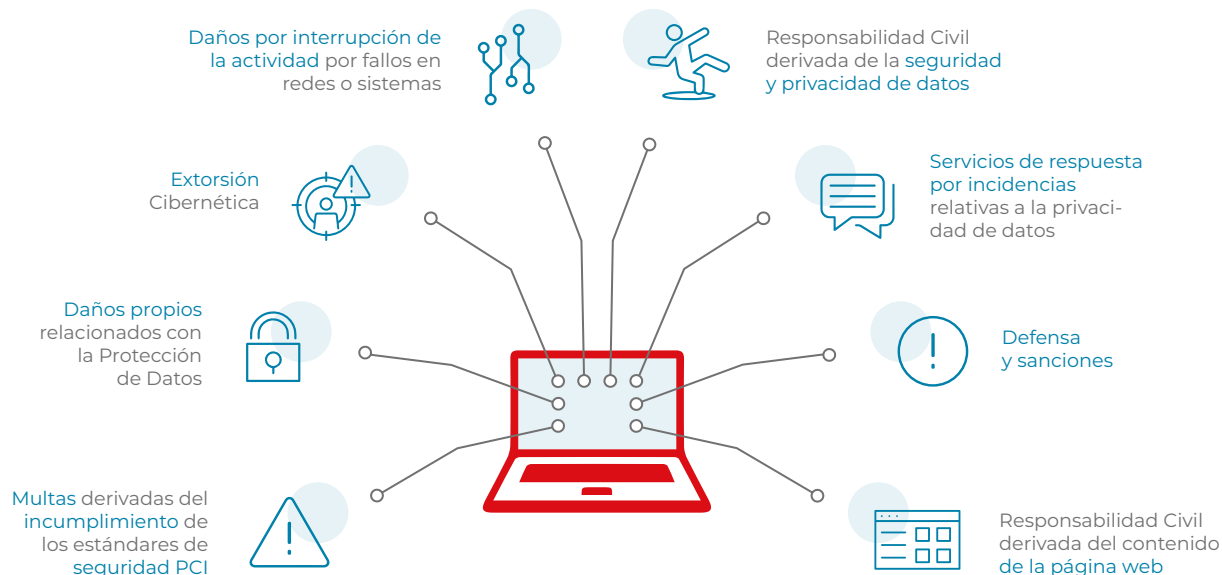 Daños por interrupción de
la actividad por fallos en
redes o sistemas
Responsabilidad Civil
derivada de la seguridad
y privacidad de datos
Extorsión
Cibernética
Servicios de respuesta
por incidencias
relativas a la privaci-
dad de datos
Daños propios
relacionados con
la Protección
de Datos
Defensa
y sanciones
Multas derivadas del
incumplimiento de
los estándares de
seguridad PCI
Responsabilidad Civil
derivada del contenido
de la página web